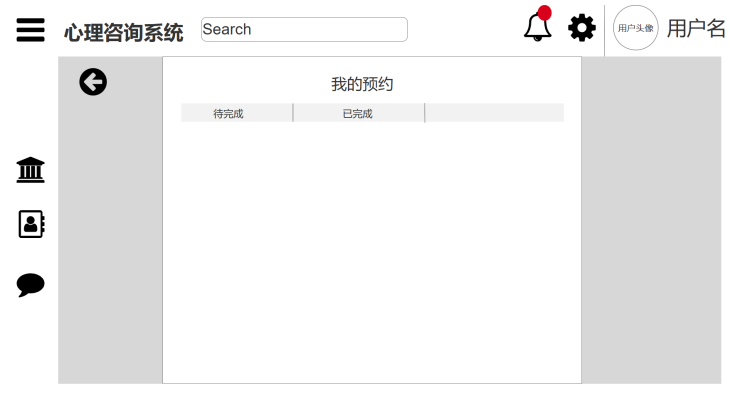 心理咨询系统
Search
用户头像
用户名
我的预约
待完成
已完成